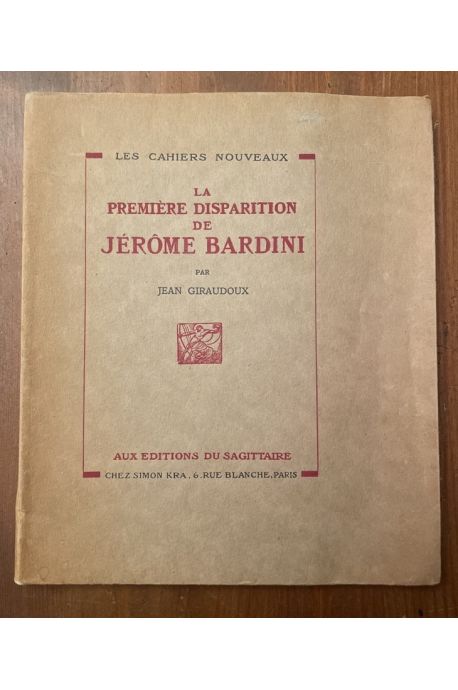 LES CAHIERS NOUVEAUX
LA
PREMIÈRE DISPARITION
DE
JÉRÔME BARDINI
PAR
JEAN GIRAUDOUX
AUX EDITIONS DU SAGITTAIRE
CHEZ SIMON KRA, 6, RUE BLANCHE, PARIS